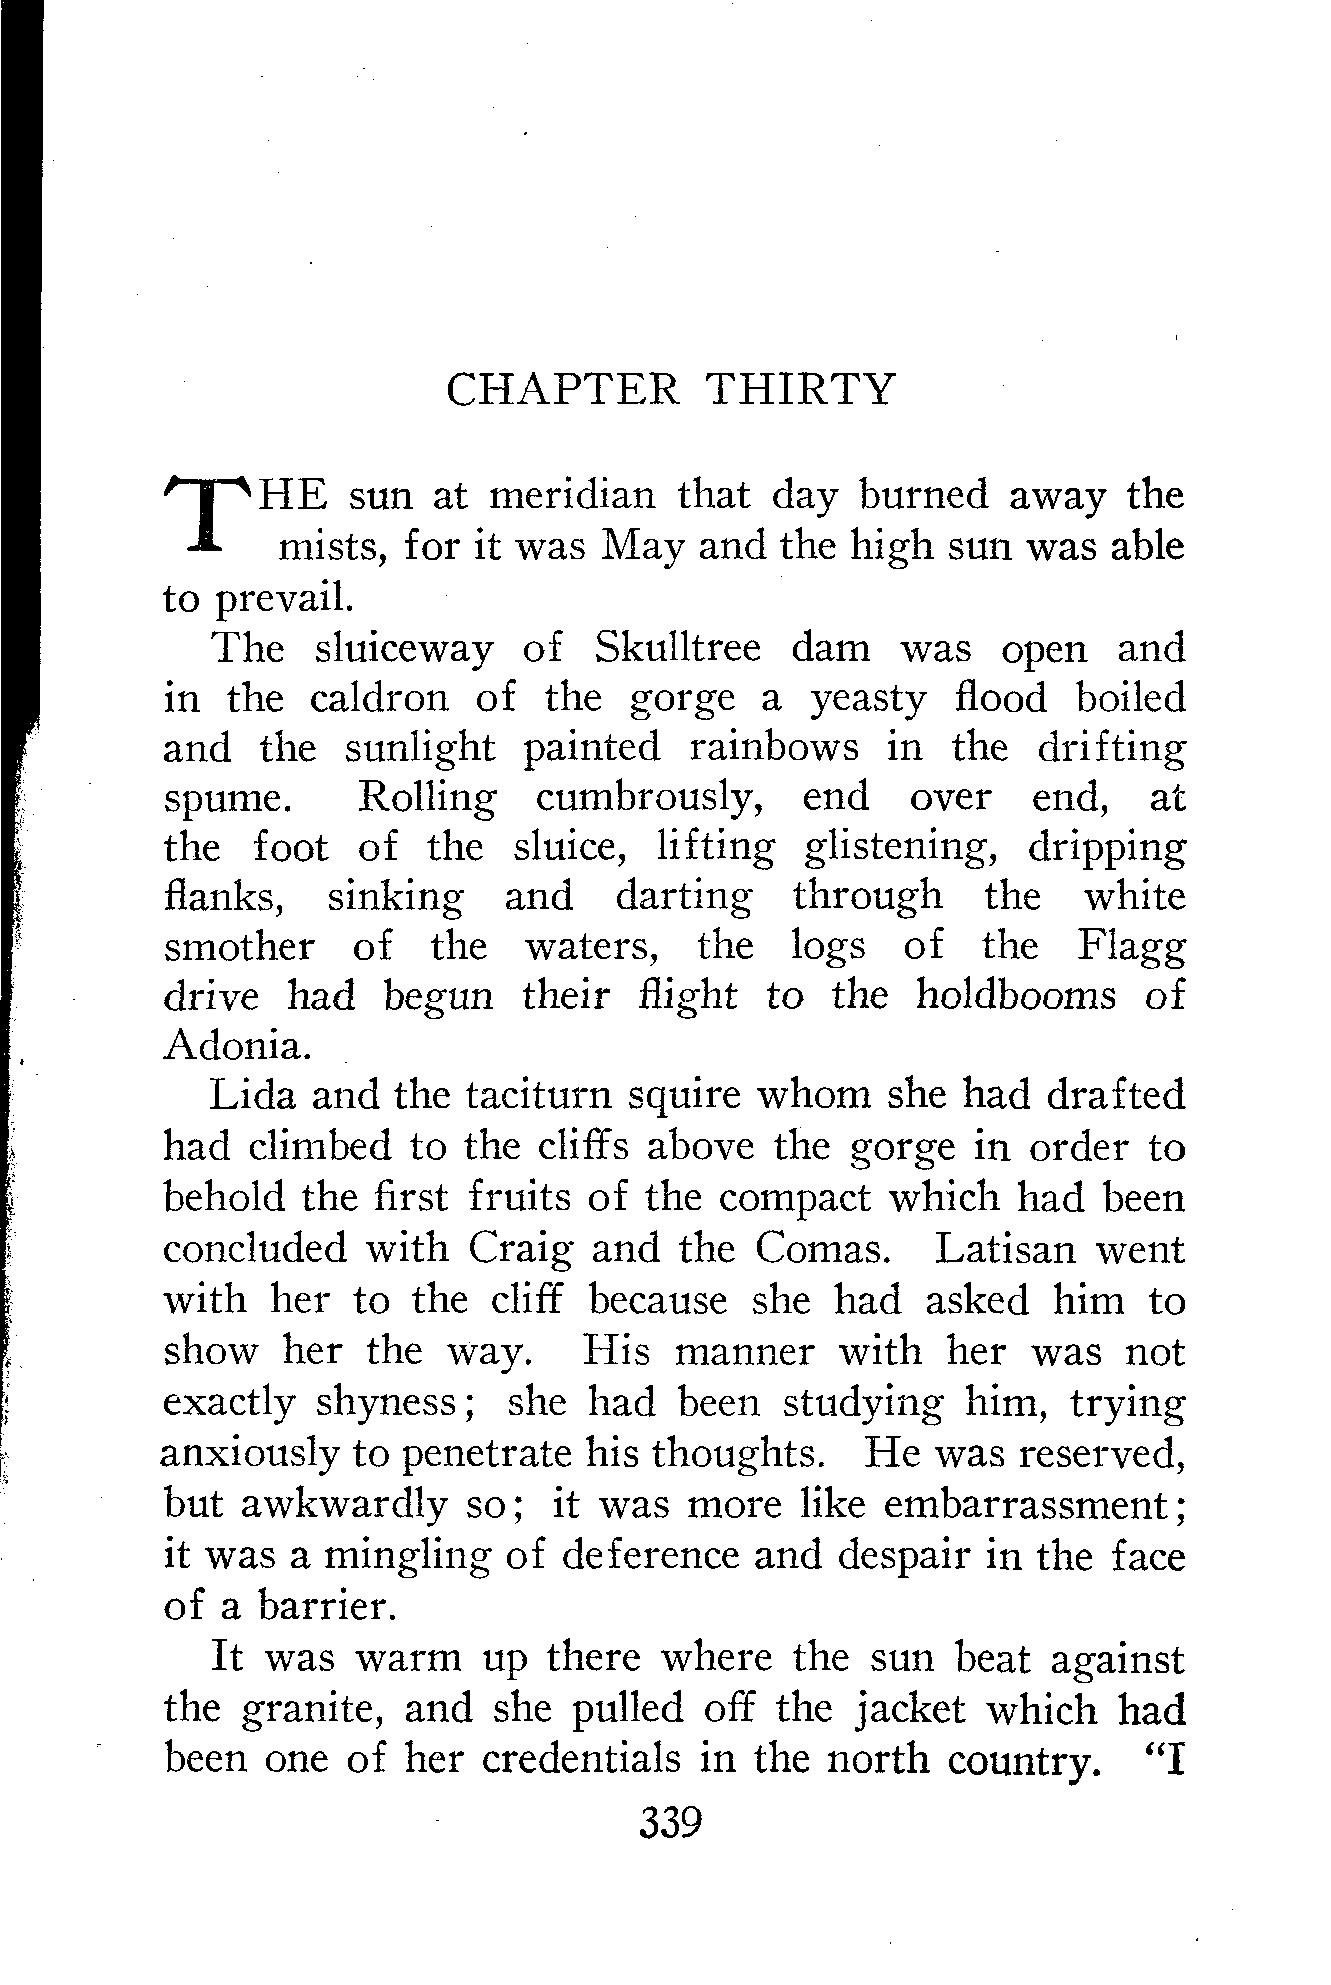 CHAPTER THIRTY
THE sun at meridian that day burned away the
mists, for it was May and the high sun was able
to prevail.
The sluiceway of Skulltree dam was open and
in the caldron of the gorge a yeasty flood boiled
and the sunlight painted rainbows in the drifting
spume. Rolling cumbrously, end over end, at
the foot of the sluice, lifting glistening, dripping
flanks, sinking and darting through the white
smother of the waters, the logs of the Flagg
drive had begun their flight to the holdbooms of
Adonia.
Lida and the taciturn squire whom she had drafted
had climbed to the cliffs above the gorge in order to
behold the first fruits of the compact which had been
concluded with Craig and the Comas. Latisan went
with her to the cliff because she had asked him to
show her the way. His manner with her was not
exactly shyness; she had been studying him, trying
anxiously to penetrate his thoughts. He was reserved,
but awkwardly so; it was more like embarrassment;
it was a mingling of deference and despair in the face
of a barrier.
It was warm up there where the sun beat against
the granite, and she pulled off the jacket which had
been one of her credentials in the north country. "I
339